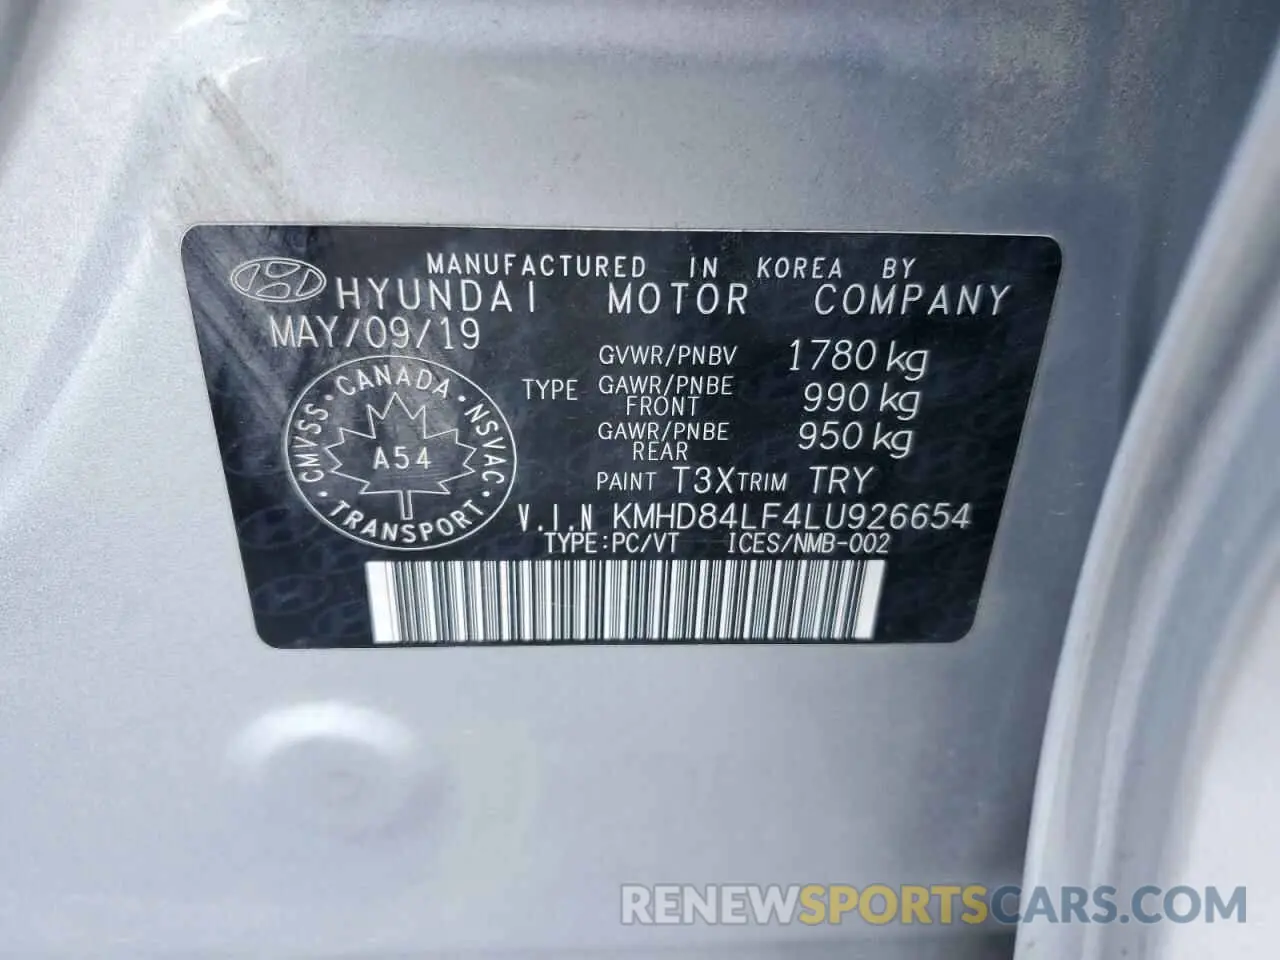 MANUFACTURED IN KOREA BY
HYUNDAI MOTOR COMPANY
MAY/09/19
GVWR/PNBV 1780 kg
TYPE GAWR/PNBE FRONT 990 kg
GAWR/PNBE REAR 950 kg
PAINT T3X TRIM TRY
V.I.N KMHD84LF4LU926654
TYPE:PC/VT ICES/NMB-002
CANADA · NSVAC · TRANSPORT · CMVSS ·
A54
RENEWSPORTSCARS.COM